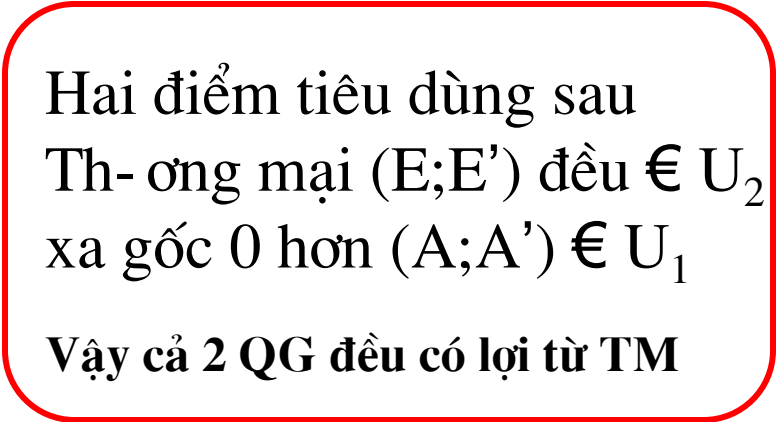 Hai điểm tiêu dùng sau
Th- ơng mại (E;E’) đều € U2
xa gốc 0 hơn (A;A’) € U1
Vậy cả 2 QG đều có lợi từ TM